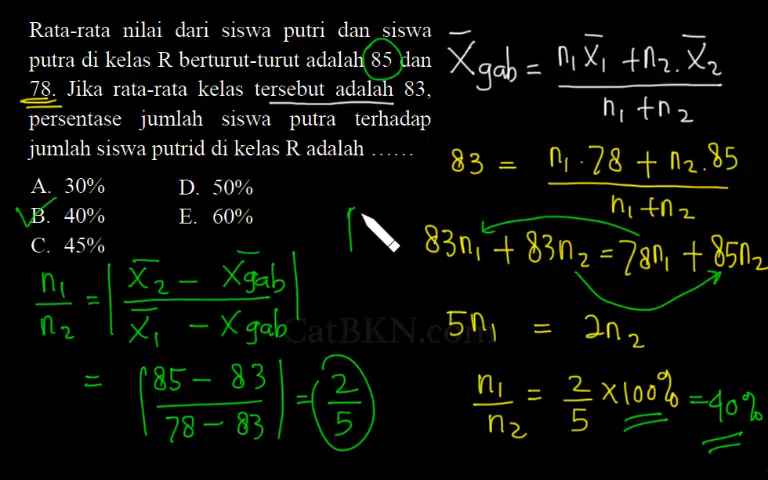 Rata-rata nilai dari siswa putri dan siswa
putra di kelas R berturut-turut adalah 85 dan
78. Jika rata-rata kelas tersebut adalah 83,
persentase jumlah siswa putra terhadap
jumlah siswa putrid di kelas R adalah ……
A. 30%
D. 50%
B. 40%
E. 60%
C. 45%
n₁/n₂ = |(X̅₂ − X̅gab)/(X̅₁ − Xgab)|
= |(85 − 83)/(78 − 83)| = 2/5
X̅gab = (n₁X̅₁ + n₂.X̅₂)/(n₁ + n₂)
83 = (n₁.78 + n₂.85)/(n₁+n₂)
83n₁ + 83n₂ = 78n₁ + 85n₂
5n₁ = 2n₂
n₁/n₂ = 2/5 × 100% = 40%
CatBKN.com